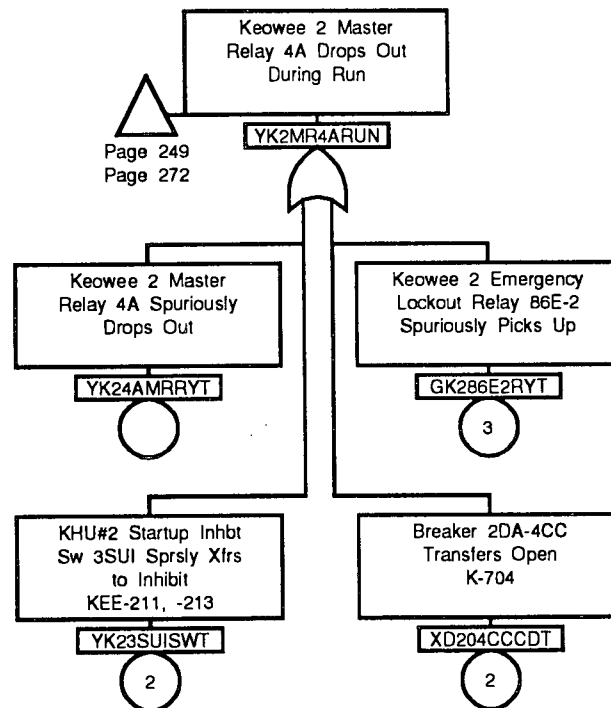 Keowee 2 Master
Relay 4A Drops Out
During Run
YK2MR4ARUN
Page 249
Page 272
Keowee 2 Master
Relay 4A Spuriously
Drops Out
YK24AMRRYT
Keowee 2 Emergency
Lockout Relay 86E-2
Spuriously Picks Up
GK286E2RYT
3
KHU#2 Startup Inhbt
Sw 3SUI Sprsly Xfrs
to Inhibit
KEE-211, -213
YK23SUISWT
2
Breaker 2DA-4CC
Transfers Open
K-704
XD204CCCDT
2